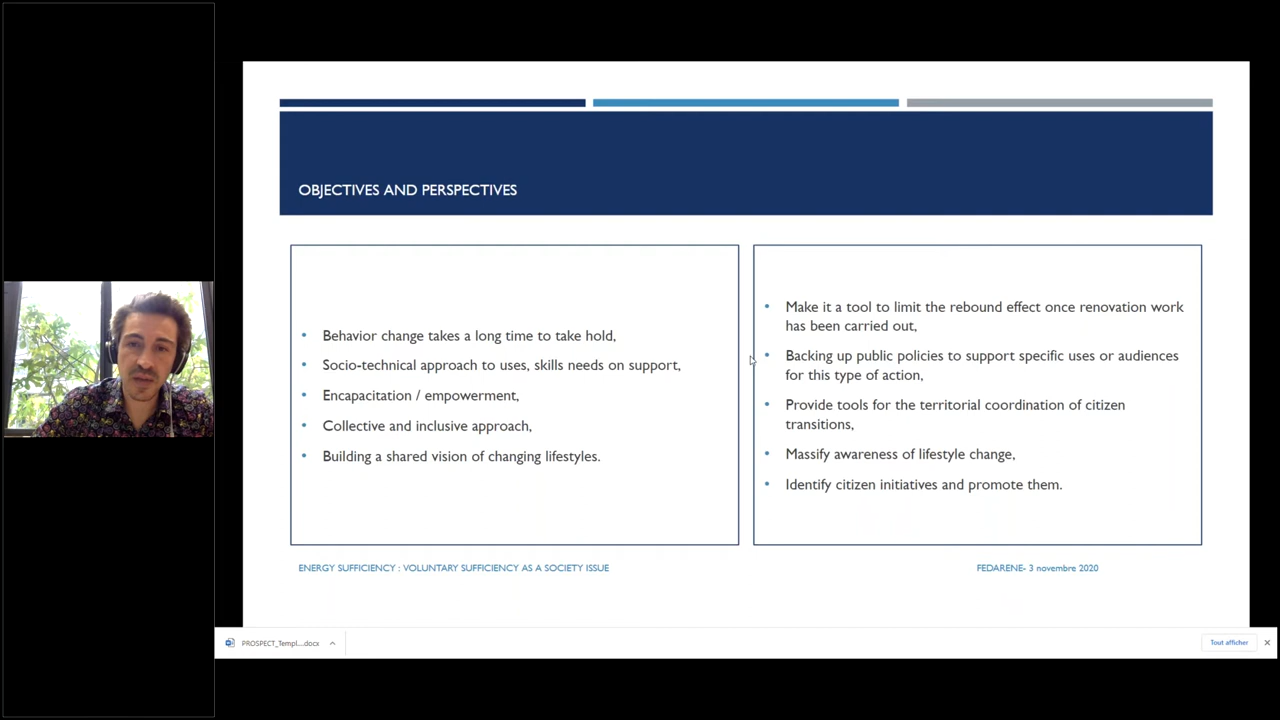 OBJECTIVES AND PERSPECTIVES
• Behavior change takes a long time to take hold,
• Socio-technical approach to uses, skills needs on support,
• Encapacitation / empowerment,
• Collective and inclusive approach,
• Building a shared vision of changing lifestyles.
• Make it a tool to limit the rebound effect once renovation work
has been carried out,
• Backing up public policies to support specific uses or audiences
for this type of action,
• Provide tools for the territorial coordination of citizen
transitions,
• Massify awareness of lifestyle change,
• Identify citizen initiatives and promote them.
ENERGY SUFFICIENCY : VOLUNTARY SUFFICIENCY AS A SOCIETY ISSUE
FEDARENE- 3 novembre 2020
PROSPECT_Templ....docx
Tout afficher